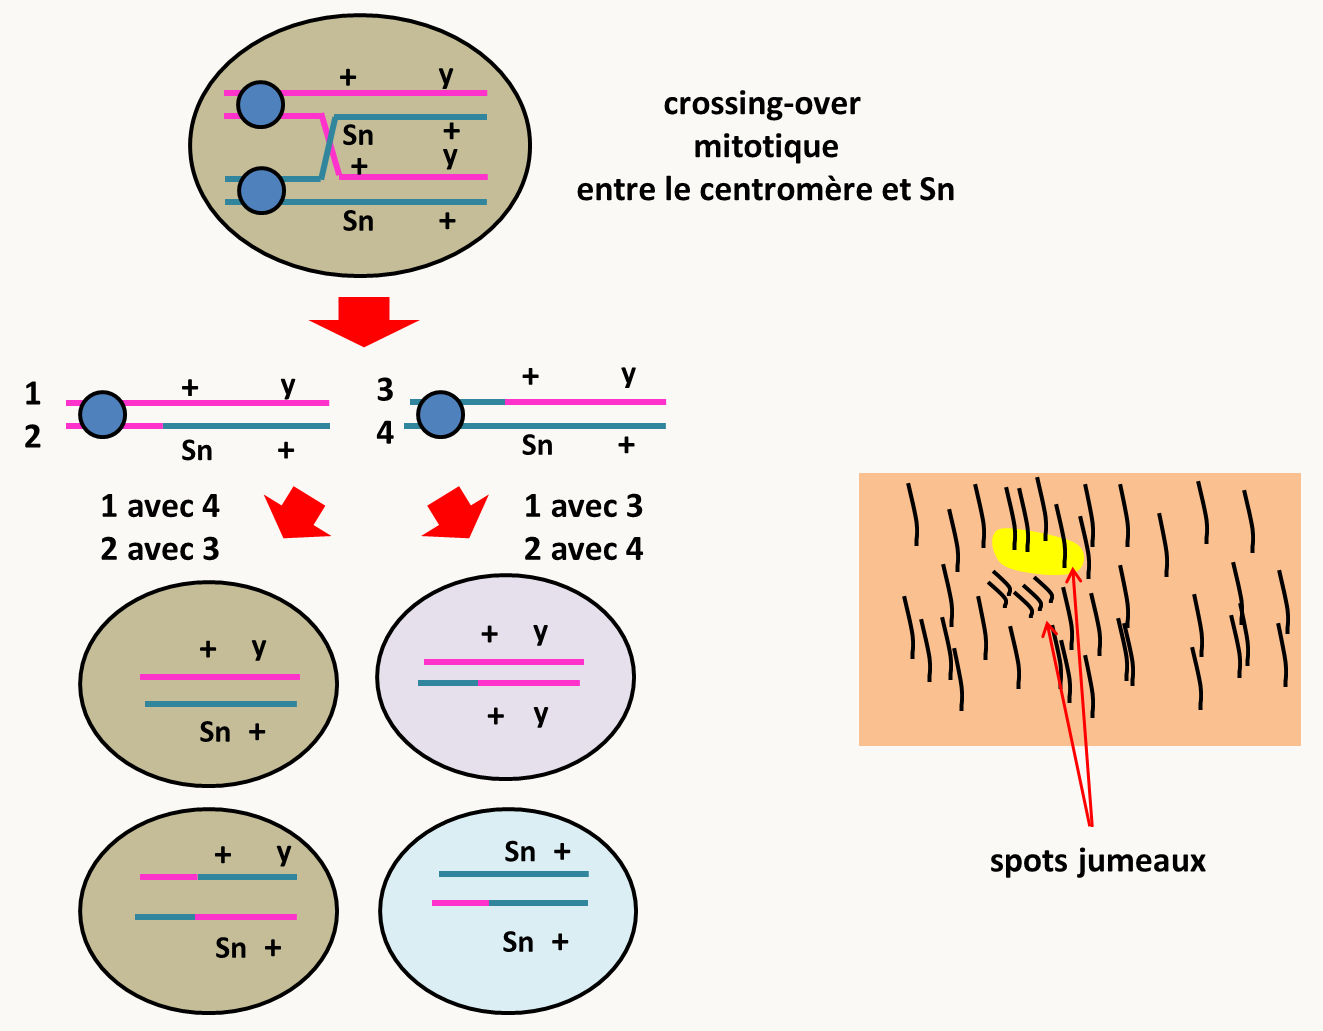 + y
Sn +
+ y
Sn +
crossing-over
mitotique
entre le centromère et Sn
1 + y
2 Sn +
3 + y
4 Sn +
1 avec 4
2 avec 3
1 avec 3
2 avec 4
+ y
Sn +
+ y
+ y
+ y
Sn +
Sn +
Sn +
spots jumeaux